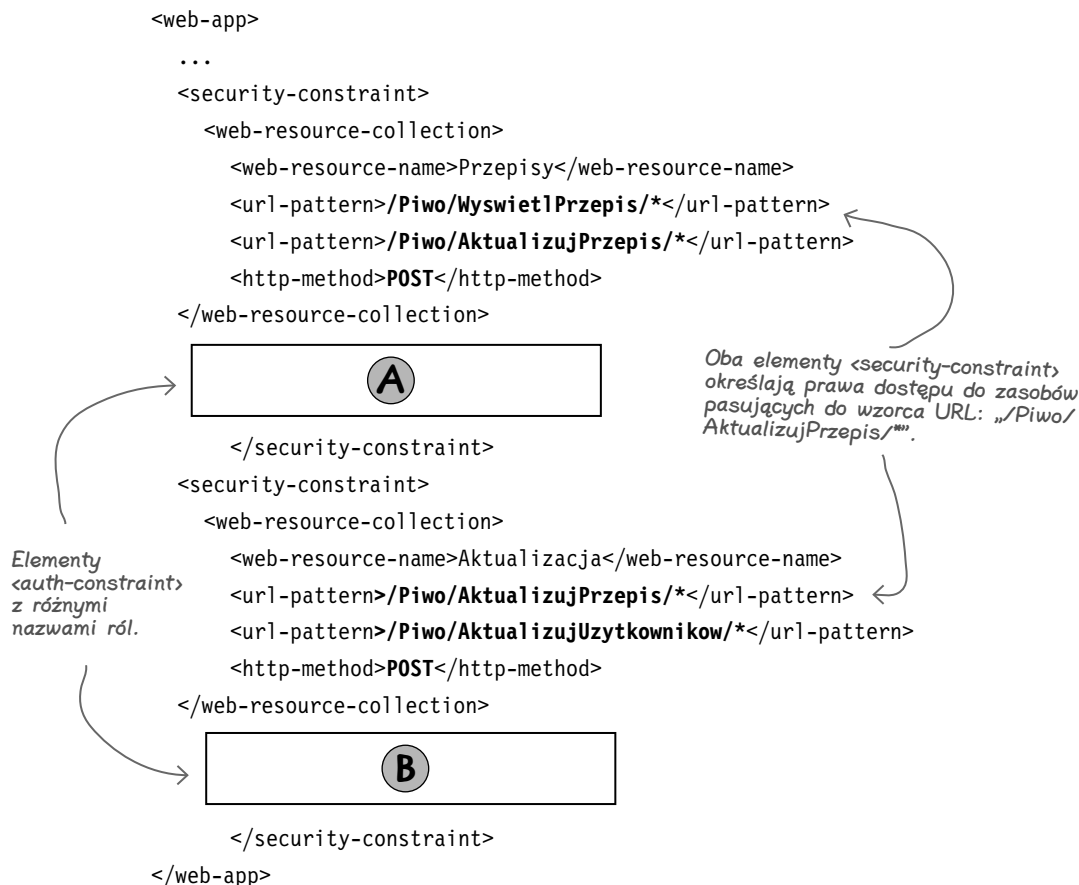 <web-app>
...
<security-constraint>
<web-resource-collection>
<web-resource-name>Przepisy</web-resource-name>
<url-pattern>/Piwo/WyswietlPrzepis/*</url-pattern>
<url-pattern>/Piwo/AktualizujPrzepis/*</url-pattern>
<http-method>POST</http-method>
</web-resource-collection>
A
Oba elementy <security-constraint>
określają prawa dostępu do zasobów
pasujących do wzorca URL: „/Piwo/
AktualizujPrzepis/*”.
</security-constraint>
<security-constraint>
<web-resource-collection>
<web-resource-name>Aktualizacja</web-resource-name>
<url-pattern>/Piwo/AktualizujPrzepis/*</url-pattern>
<url-pattern>/Piwo/AktualizujUzytkownikow/*</url-pattern>
<http-method>POST</http-method>
</web-resource-collection>
Elementy
<auth-constraint>
z różnymi
nazwami ról.
B
</security-constraint>
</web-app>